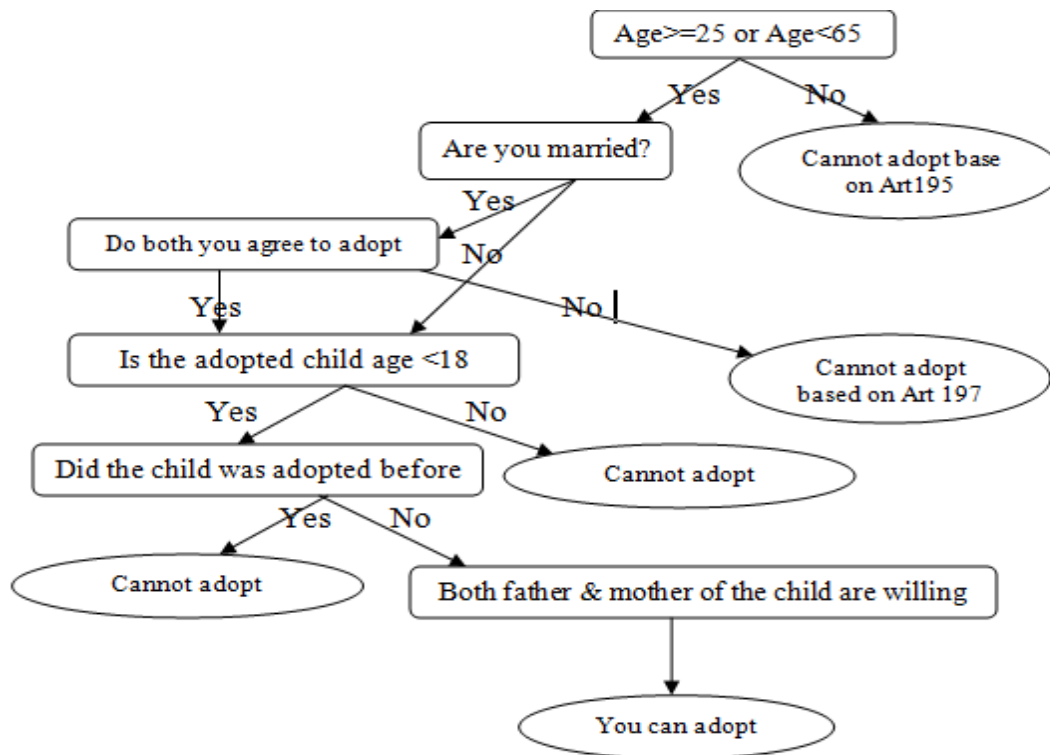 Age>=25 or Age<65
Yes
No
Are you married?
Cannot adopt base
on Art195
Yes
No
Do both you agree to adopt
Yes
No
Is the adopted child age <18
Cannot adopt
based on Art 197
Yes
No
Did the child was adopted before
Cannot adopt
Yes
No
Cannot adopt
Both father & mother of the child are willing
You can adopt